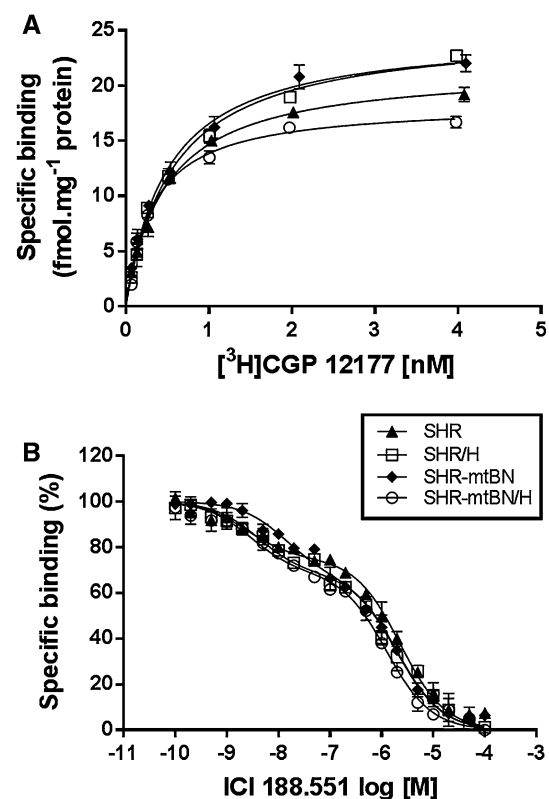 A
Specific binding
(fmol.mg⁻¹ protein)
25
20
15
10
5
0
0 1 2 3 4 5
[³H]CGP 12177 [nM]
B
SHR
SHR/H
SHR-mtBN
SHR-mtBN/H
Specific binding (%)
120
100
80
60
40
20
0
-11 -10 -9 -8 -7 -6 -5 -4 -3
ICI 188.551 log [M]